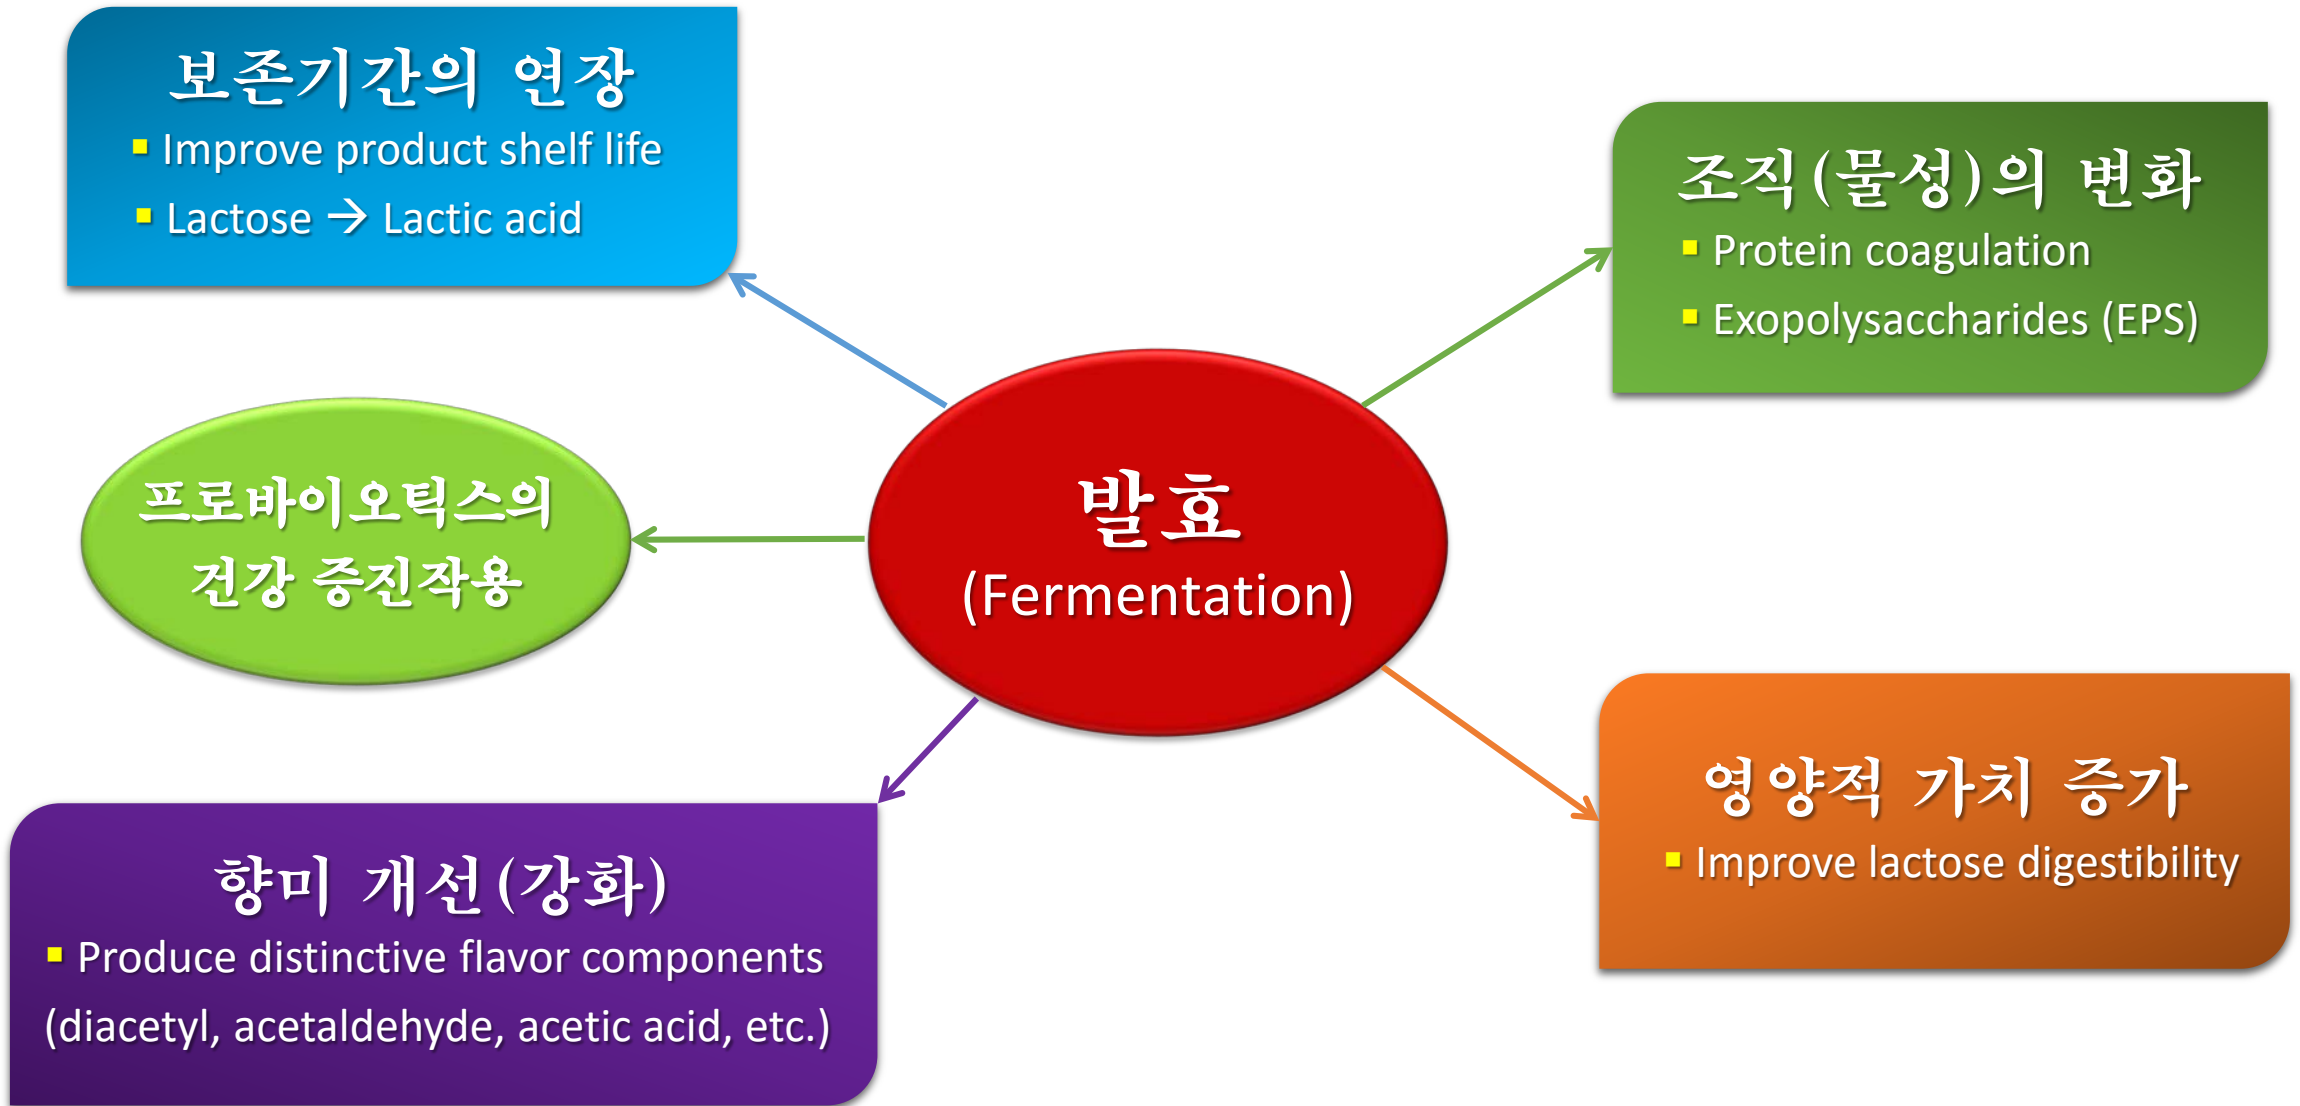 보존기간의 연장
▪ Improve product shelf life
▪ Lactose → Lactic acid
조직(물성)의 변화
▪ Protein coagulation
▪ Exopolysaccharides (EPS)
프로바이오틱스의
건강 증진작용
발효
(Fermentation)
향미 개선(강화)
▪ Produce distinctive flavor components
(diacetyl, acetaldehyde, acetic acid, etc.)
영양적 가치 증가
▪ Improve lactose digestibility